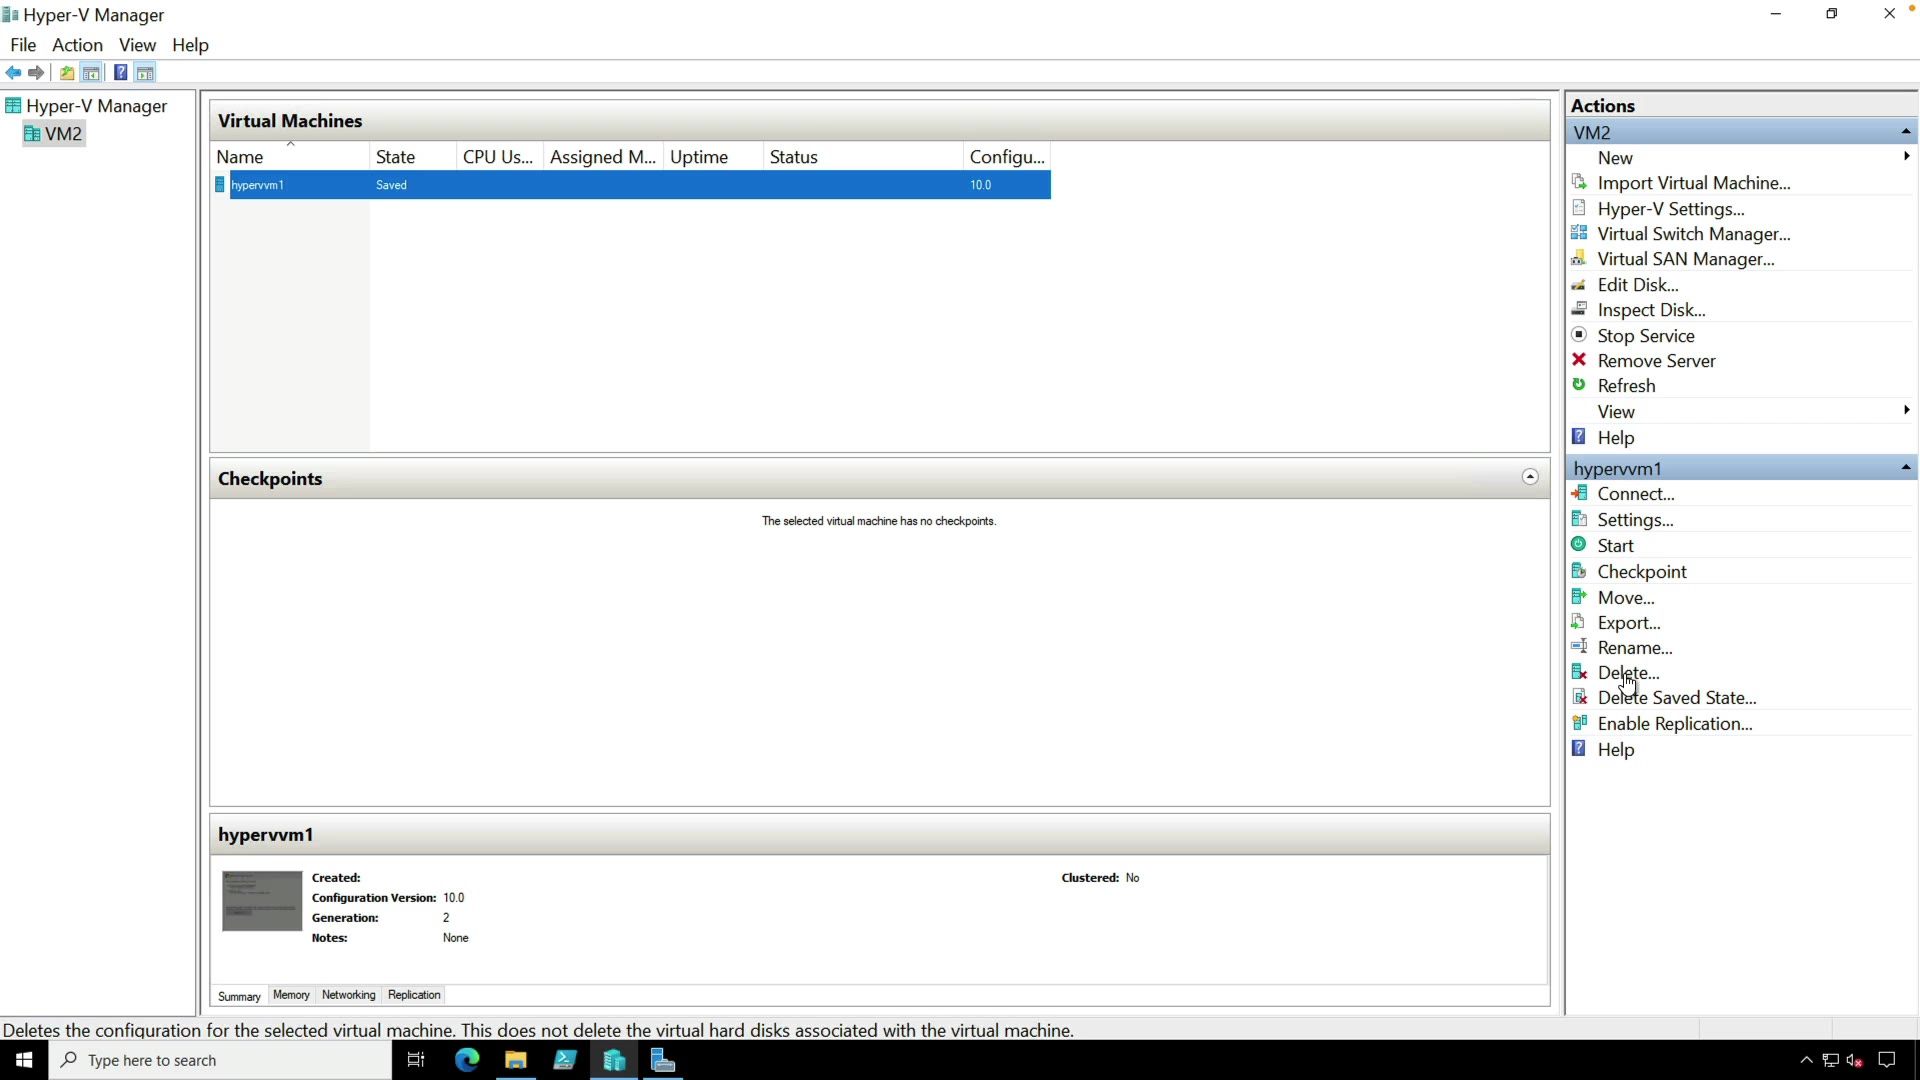 Hyper-V Manager
File Action View Help
Hyper-V Manager
VM2
Virtual Machines
Name State CPU Us... Assigned M... Uptime Status Configu...
hypervvm1 Saved 10.0
Checkpoints
The selected virtual machine has no checkpoints.
hypervvm1
Created:
Configuration Version: 10.0
Generation: 2
Notes: None
Clustered: No
Summary Memory Networking Replication
Actions
VM2
New
Import Virtual Machine...
Hyper-V Settings...
Virtual Switch Manager...
Virtual SAN Manager...
Edit Disk...
Inspect Disk...
Stop Service
Remove Server
Refresh
View
Help
hypervvm1
Connect...
Settings...
Start
Checkpoint
Move...
Export...
Rename...
Delete...
Delete Saved State...
Enable Replication...
Help
Deletes the configuration for the selected virtual machine. This does not delete the virtual hard disks associated with the virtual machine.
Type here to search